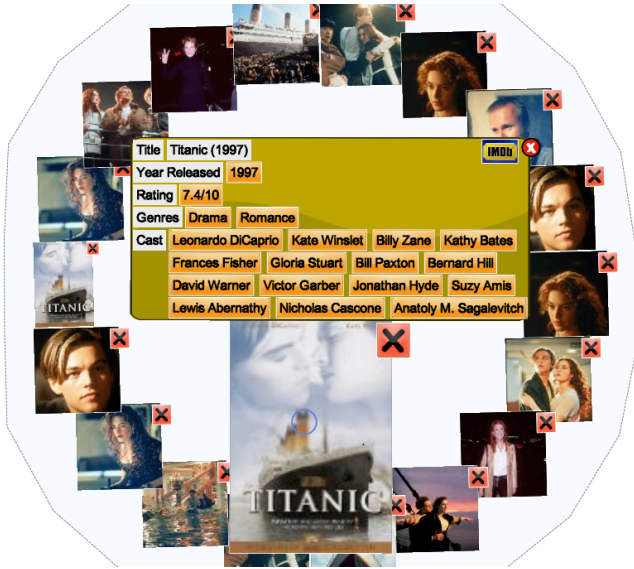 Title Titanic (1997)
IMDb
Year Released 1997
Rating 7.4/10
Genres Drama Romance
Cast Leonardo DiCaprio Kate Winslet Billy Zane Kathy Bates
Frances Fisher Gloria Stuart Bill Paxton Bernard Hill
David Warner Victor Garber Jonathan Hyde Suzy Amis
Lewis Abernathy Nicholas Cascone Anatoly M. Sagalevitch
TITANIC